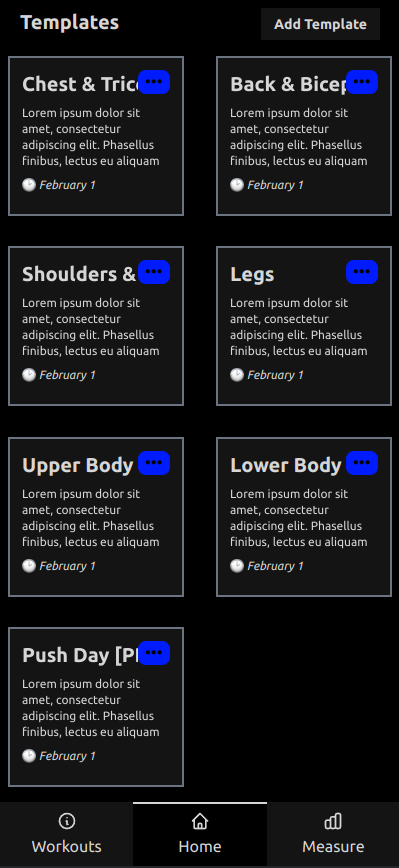 Templates
Add Template
Chest & Tric
Lorem ipsum dolor sit
amet, consectetur
adipiscing elit. Phasellus
finibus, lectus eu aliquam
February 1
Back & Bicep
Lorem ipsum dolor sit
amet, consectetur
adipiscing elit. Phasellus
finibus, lectus eu aliquam
February 1
Shoulders &
Lorem ipsum dolor sit
amet, consectetur
adipiscing elit. Phasellus
finibus, lectus eu aliquam
February 1
Legs
Lorem ipsum dolor sit
amet, consectetur
adipiscing elit. Phasellus
finibus, lectus eu aliquam
February 1
Upper Body
Lorem ipsum dolor sit
amet, consectetur
adipiscing elit. Phasellus
finibus, lectus eu aliquam
February 1
Lower Body
Lorem ipsum dolor sit
amet, consectetur
adipiscing elit. Phasellus
finibus, lectus eu aliquam
February 1
Push Day [P
Lorem ipsum dolor sit
amet, consectetur
adipiscing elit. Phasellus
finibus, lectus eu aliquam
February 1
Workouts
Home
Measure